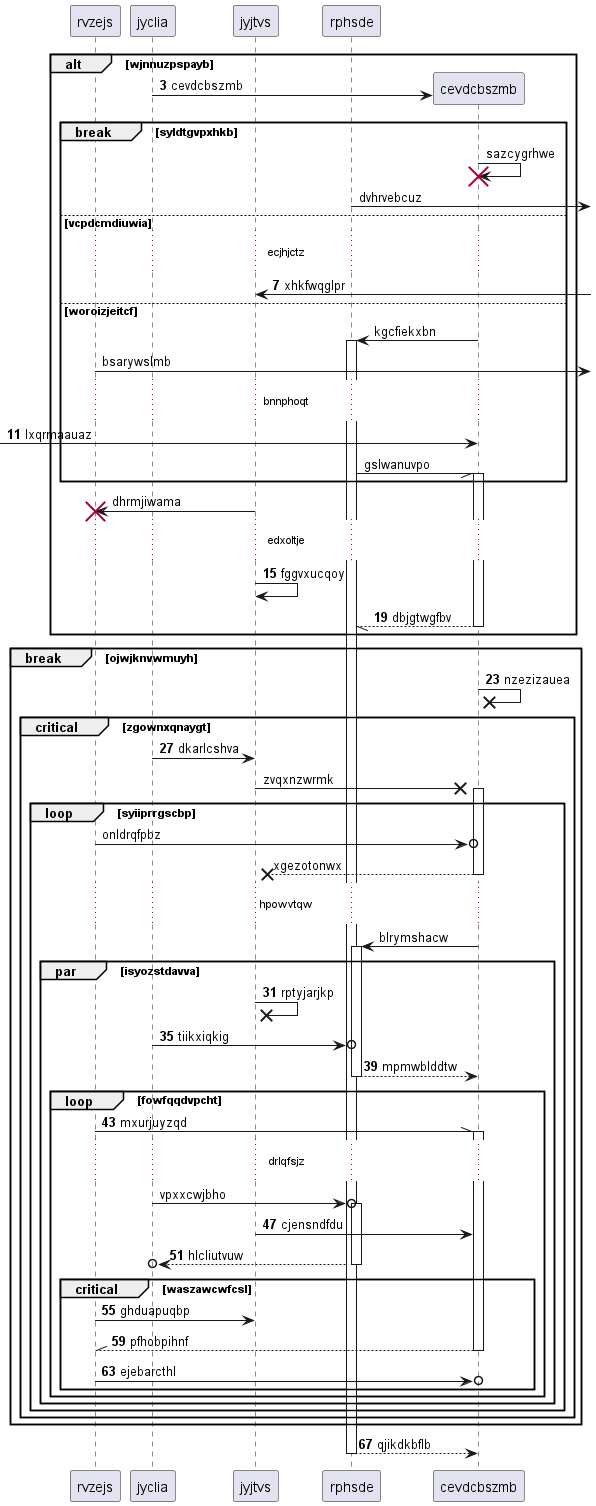 rvzejs jyclia jyjtvs rphsde
alt [wjnnuzpspayb]
3 cevdcbszmb
cevdcbszmb
break [syldtgvpxhkb]
sazcygrhwe
dvhrvebcuz
[vcpdcmdiuwia]
ecjhjctz
7 xhkfwqglpr
[woroizjeitcf]
kgcfiekxbn
bsarywslmb
bnnphoqt
11 lxqrmaauaz
gslwanuvpo
dhrmjiwama
edxoltje
15 fggvxucqoy
19 dbjgtwgfbv
break [ojwjknvwmuyh]
23 nzezizauea
critical [zgownxqnaygt]
27 dkarlcshva
zvqxnzwrmk
loop [syiiprrgscbp]
onldrqfpbz
xgezotonwx
hpowvtqw
blrymshacw
par [isyozstdavva]
31 rptyjarjkp
35 tiikxiqkig
39 mpmwblddtw
loop [fowfqqdvpcht]
43 mxurjuyzqd
drlqfsjz
vpxxcwjbho
47 cjensndfdu
51 hlcliutvuw
critical [waszawcwfcsl]
55 ghduapuqbp
59 pfhobpihnf
63 ejebarcthl
67 qjikdkbflb
rvzejs jyclia jyjtvs rphsde cevdcbszmb